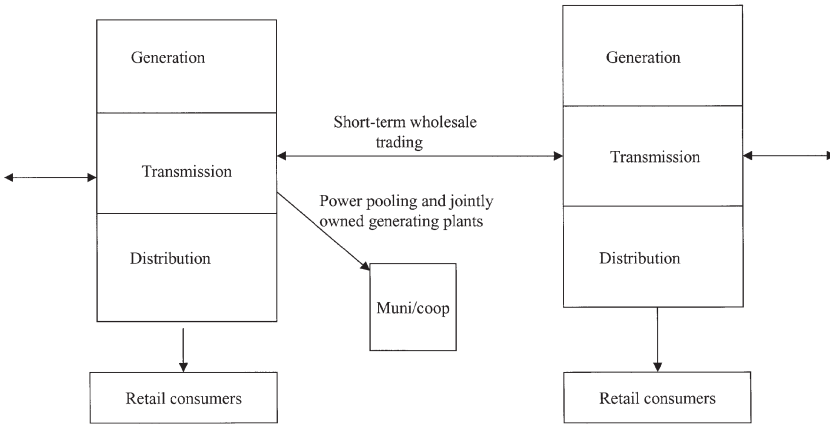 Generation
Transmission
Distribution
Retail consumers
Short-term wholesale
trading
Power pooling and jointly
owned generating plants
Muni/coop
Generation
Transmission
Distribution
Retail consumers